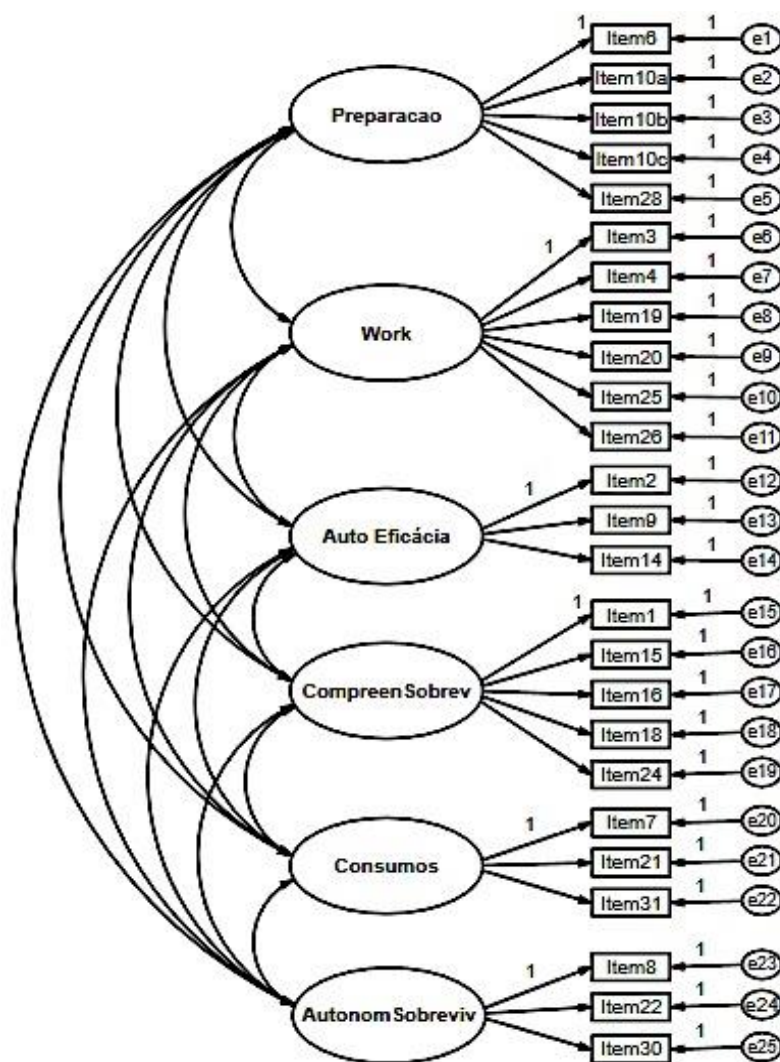 1 Item6 1 e1
Item10a 1 e2
Preparacao Item10b 1 e3
Item10c 1 e4
Item28 1 e5
1 Item3 1 e6
Item4 1 e7
Work Item19 1 e8
Item20 1 e9
Item25 1 e10
Item26 1 e11
1 Item2 1 e12
Auto Eficácia Item9 1 e13
Item14 1 e14
1 Item1 1 e15
Item15 1 e16
CompreenSobrev Item16 1 e17
Item18 1 e18
Item24 1 e19
1 Item7 1 e20
Consumos Item21 1 e21
Item31 1 e22
1 Item8 1 e23
AutonomSobreviv Item22 1 e24
Item30 1 e25